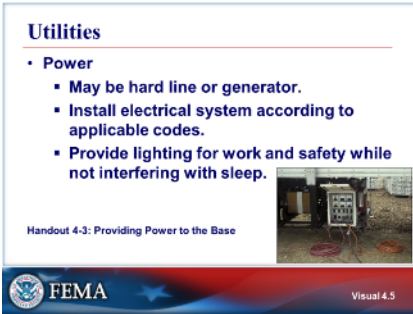 Utilities
• Power
▪ May be hard line or generator.
▪ Install electrical system according to
applicable codes.
▪ Provide lighting for work and safety while
not interfering with sleep.
Handout 4-3: Providing Power to the Base
FEMA
Visual 4.5